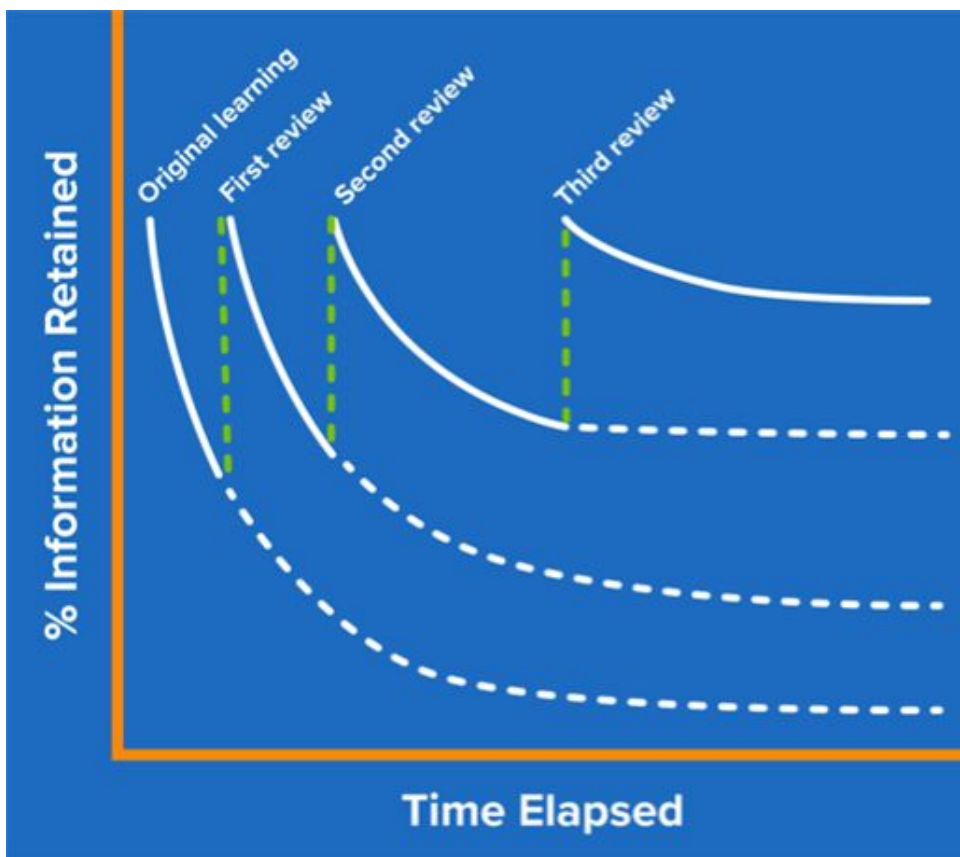 Original learning
First review
Second review
Third review
% Information Retained
Time Elapsed